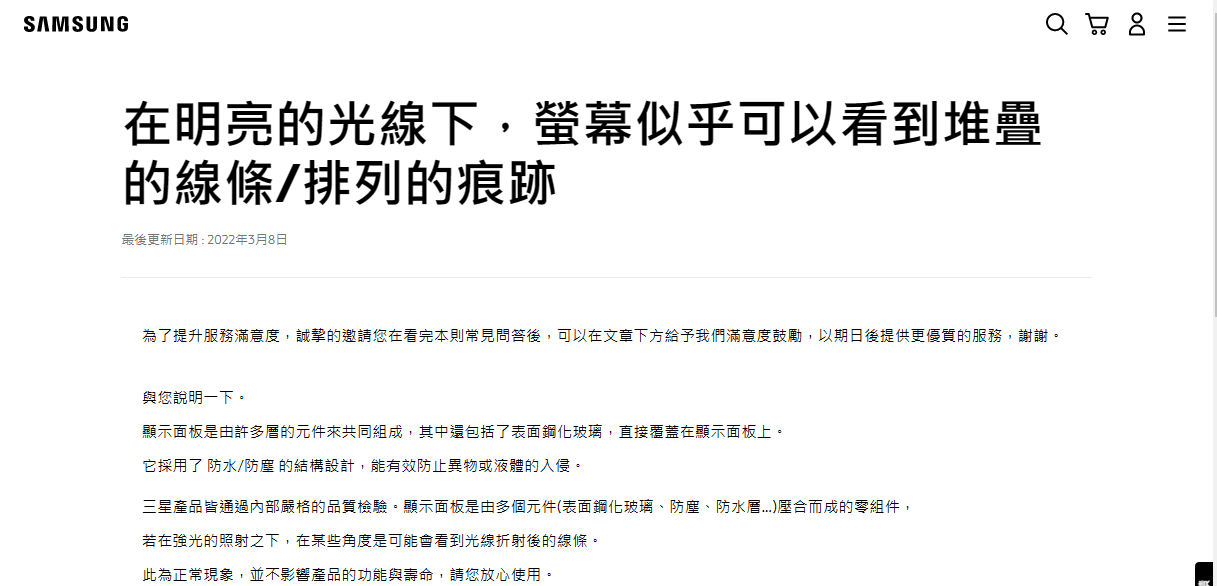 SAMSUNG
在明亮的光線下，螢幕似乎可以看到堆疊
的線條/排列的痕跡
最後更新日期 : 2022年3月8日
為了提升服務滿意度，誠摯的邀請您在看完本則常見問答後，可以在文章下方給予我們滿意度鼓勵，以期日後提供更優質的服務，謝謝。
與您說明一下。
顯示面板是由許多層的元件來共同組成，其中還包括了表面鋼化玻璃，直接覆蓋在顯示面板上。
它採用了 防水/防塵 的結構設計，能有效防止異物或液體的入侵。
三星產品皆通過內部嚴格的品質檢驗。顯示面板是由多個元件(表面鋼化玻璃、防塵、防水層...)壓合而成的零組件，
若在強光的照射之下，在某些角度是可能會看到光線折射後的線條。
此為正常現象，並不影響產品的功能與壽命，請您放心使用。